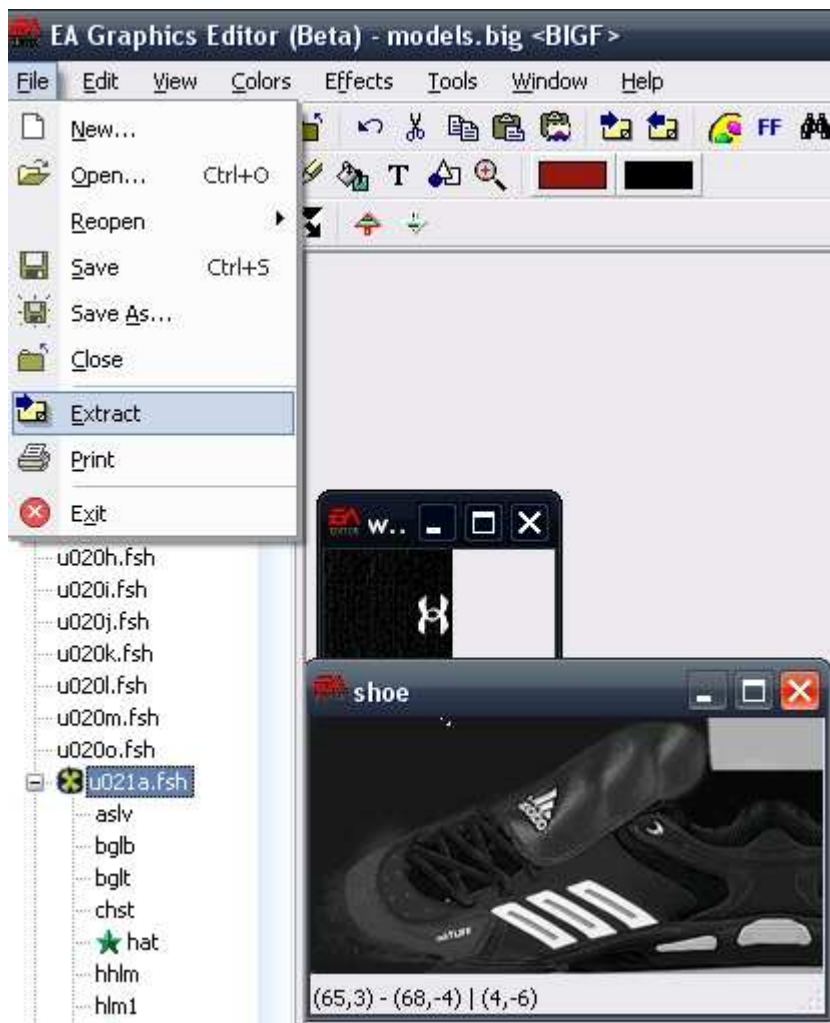 EA Graphics Editor (Beta) - models.big <BIGF>
File Edit View Colors Effects Tools Window Help
New...
FF
Open... Ctrl+O
T
Reopen
Save Ctrl+S
Save As...
Close
Extract
Print
Exit
w..
u020h.fsh
u020i.fsh
u020j.fsh
u020k.fsh
u020l.fsh
u020m.fsh
u020o.fsh
u021a.fsh
aslv
bglb
bglt
chst
hat
hhlm
hlm1
shoe
(65,3) - (68,-4) | (4,-6)